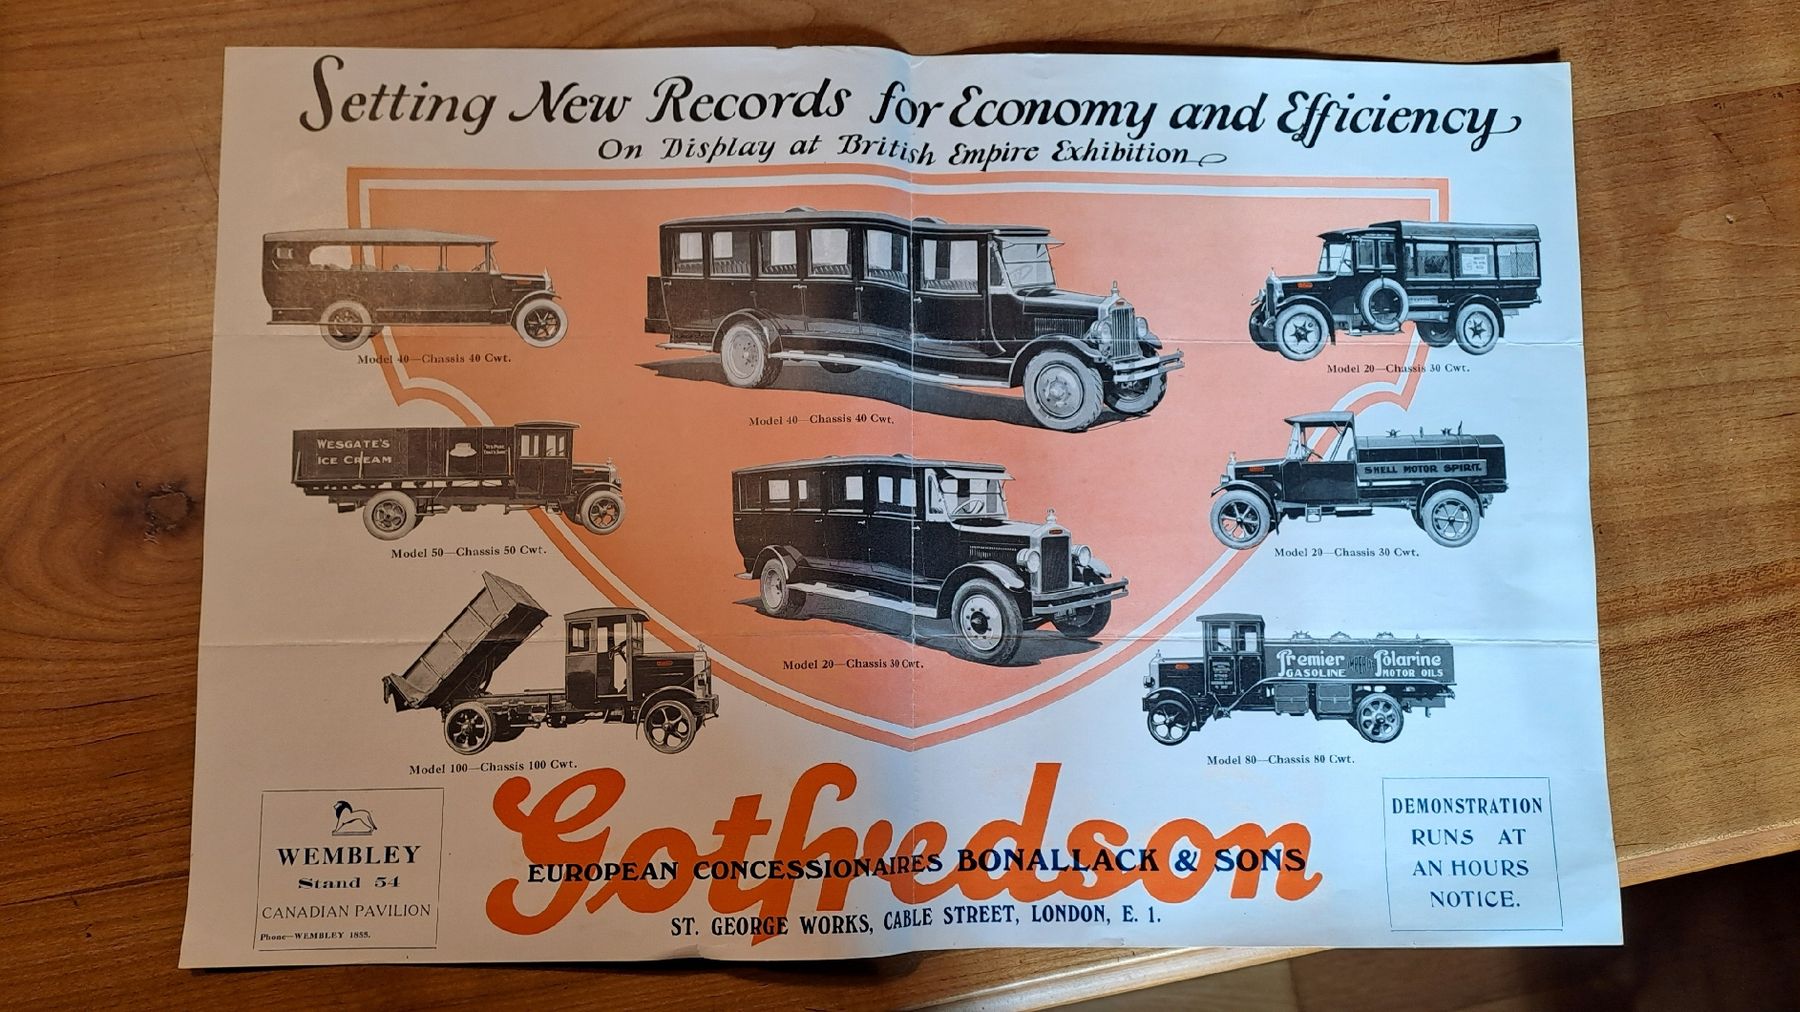 Setting New Records for Economy and Efficiency
On Display at British Empire Exhibition
Model 40—Chassis 40 Cwt.
Model 40—Chassis 40 Cwt.
Model 20—Chassis 30 Cwt.
WESGATE'S
ICE CREAM
Model 50—Chassis 50 Cwt.
Model 20—Chassis 30 Cwt.
SHELL MOTOR SPIRIT.
Model 20—Chassis 30 Cwt.
Model 100—Chassis 100 Cwt.
Premier Polarine
GASOLINE MOTOR OILS
Model 80—Chassis 80 Cwt.
Gotfredson
EUROPEAN CONCESSIONAIRES BONALLACK & SONS
ST. GEORGE WORKS, CABLE STREET, LONDON, E. 1.
WEMBLEY
Stand 54
CANADIAN PAVILION
Phone—WEMBLEY 1855.
DEMONSTRATION
RUNS AT
AN HOURS
NOTICE.